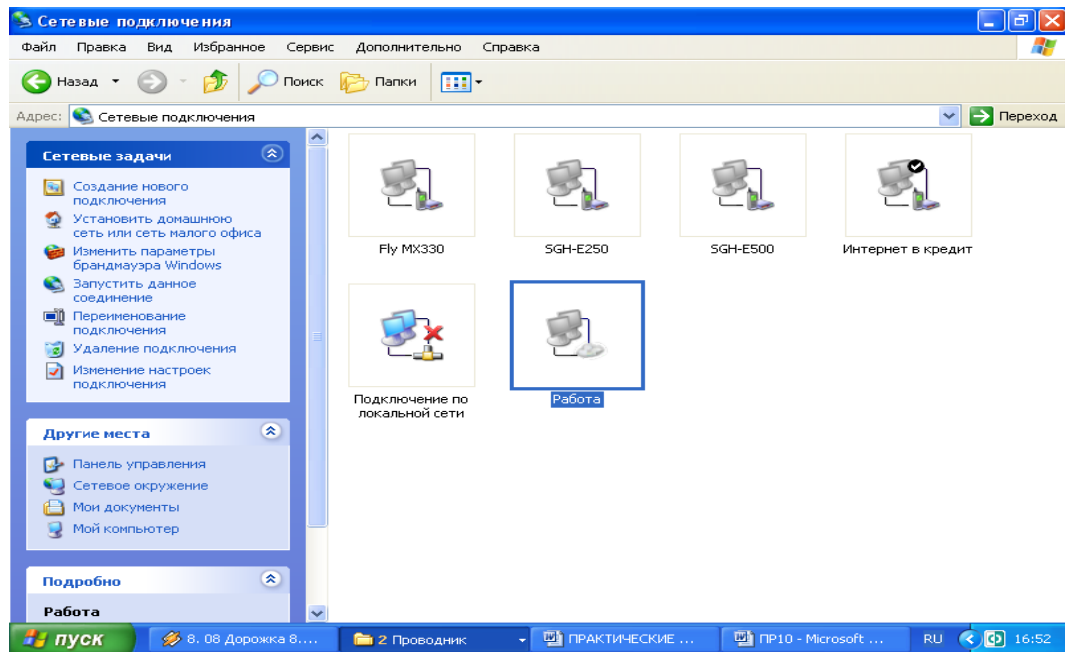 Сетевые подключения
Файл Правка Вид Избранное Сервис Дополнительно Справка
Назад Поиск Папки
Адрес: Сетевые подключения Переход
Сетевые задачи
Создание нового
подключения
Установить домашнюю
сеть или сеть малого офиса
Изменить параметры
брандмауэра Windows
Запустить данное
соединение
Переименование
подключения
Удаление подключения
Изменение настроек
подключения
Другие места
Панель управления
Сетевое окружение
Мои документы
Мой компьютер
Подробно
Работа
Fly MX330 SGH-E250 SGH-E500 Интернет в кредит
Подключение по
локальной сети
Работа
пуск 8. 08 Дорожка 8.... 2 Проводник ПРАКТИЧЕСКИЕ ... ПР10 - Microsoft ... RU 16:52